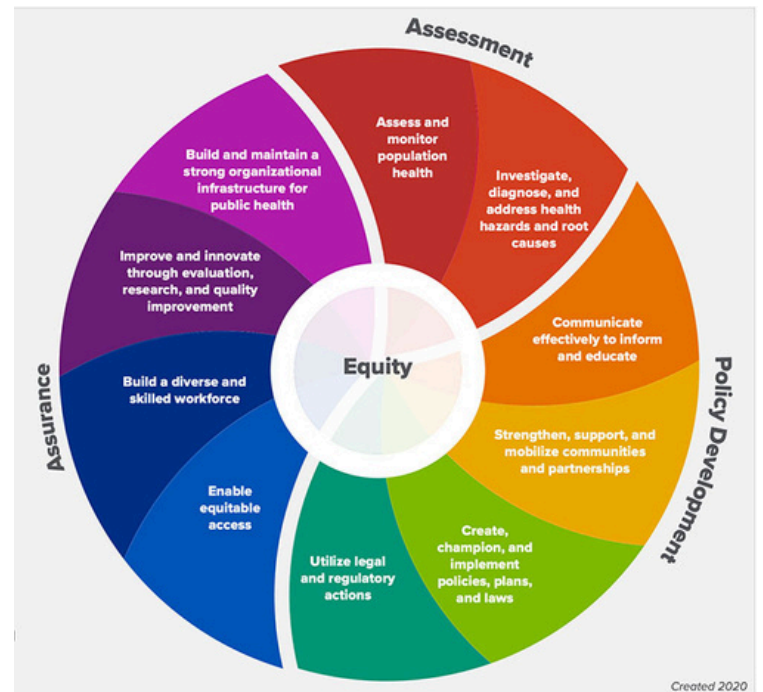 Assessment
Assess and
monitor
population
health
Investigate,
diagnose, and
address health
hazards and root
causes
Policy Development
Communicate
effectively to inform
and educate
Strengthen, support, and
mobilize communities
and partnerships
Create,
champion, and
implement
policies, plans,
and laws
Utilize legal
and regulatory
actions
Assurance
Enable
equitable
access
Build a diverse and
skilled workforce
Improve and innovate
through evaluation,
research, and quality
improvement
Build and maintain a
strong organizational
infrastructure for
public health
Equity
Created 2020